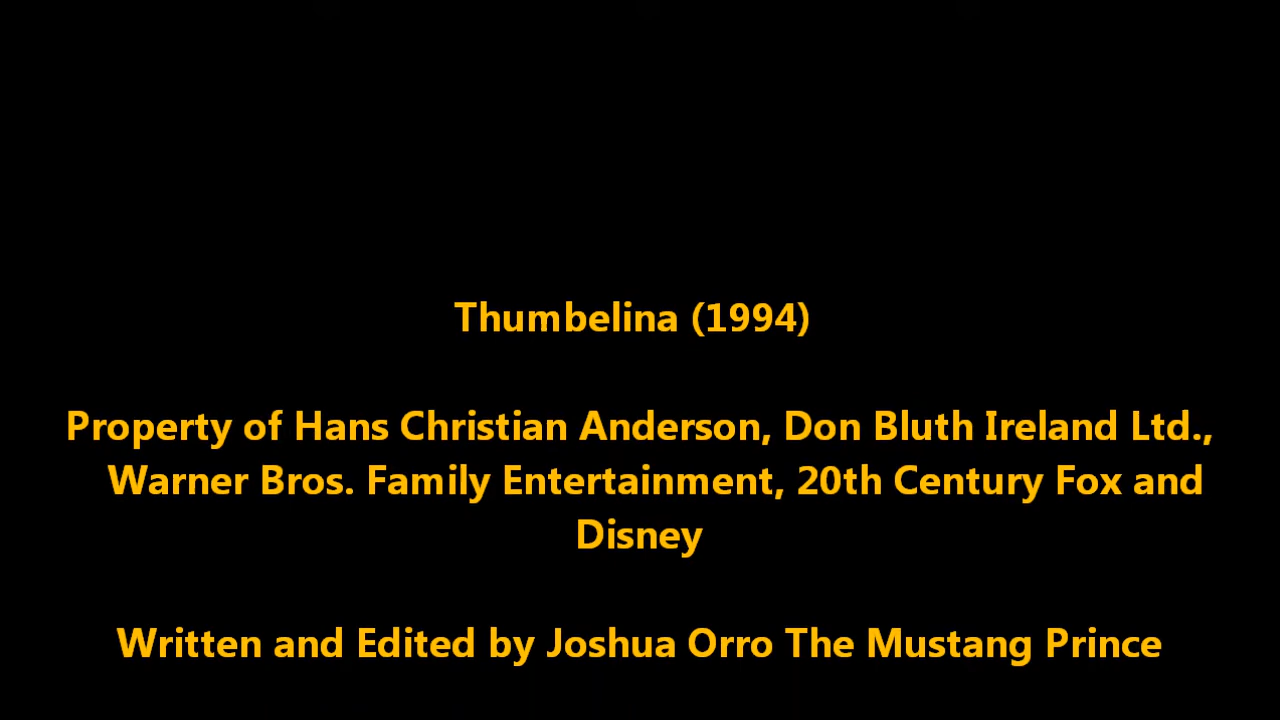 Thumbelina (1994)
Property of Hans Christian Anderson, Don Bluth Ireland Ltd.,
Warner Bros. Family Entertainment, 20th Century Fox and
Disney
Written and Edited by Joshua Orro The Mustang Prince